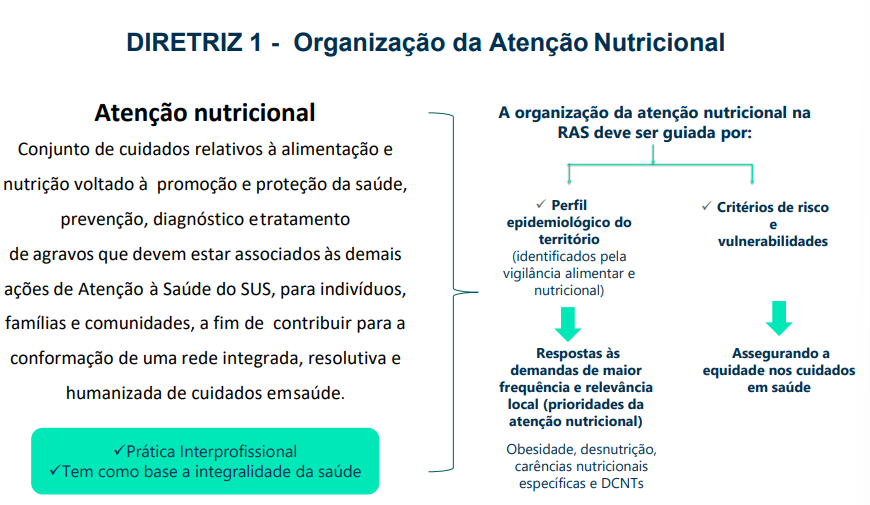 DIRETRIZ 1 - Organização da Atenção Nutricional
Atenção nutricional
Conjunto de cuidados relativos à alimentação e
nutrição voltado à promoção e proteção da saúde,
prevenção, diagnóstico e tratamento
de agravos que devem estar associados às demais
ações de Atenção à Saúde do SUS, para indivíduos,
famílias e comunidades, a fim de contribuir para a
conformação de uma rede integrada, resolutiva e
humanizada de cuidados em saúde.
✓Prática Interprofissional
✓Tem como base a integralidade da saúde
A organização da atenção nutricional na
RAS deve ser guiada por:
✓ Perfil
epidemiológico do
território
(identificados pela
vigilância alimentar e
nutricional)
Respostas às
demandas de maior
frequência e relevância
local (prioridades da
atenção nutricional)
Obesidade, desnutrição,
carências nutricionais
específicas e DCNTs
✓ Critérios de risco
e
vulnerabilidades
Assegurando a
equidade nos cuidados
em saúde